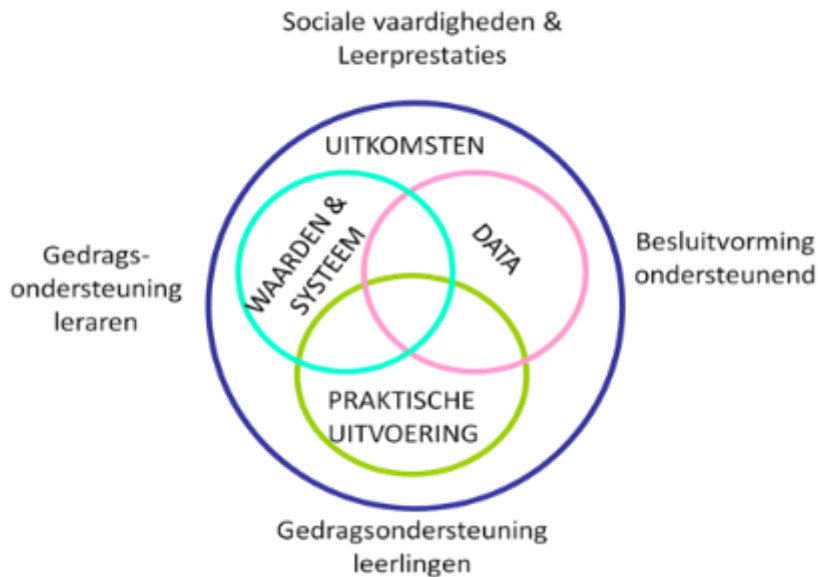 Sociale vaardigheden &
Leerprestaties
UITKOMSTEN
WAARDEN &
SYSTEEM
DATA
Gedrags-
ondersteuning
leraren
Besluitvorming
ondersteunend
PRAKTISCHE
UITVOERING
Gedragsondersteuning
leerlingen